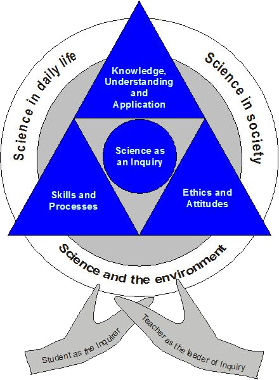 Science in daily life
Science in society
Knowledge,
Understanding
and
Application
Science as
an Inquiry
Skills and
Processes
Ethics and
Attitudes
Science and the environment
Student as the Inquirer
Teacher as the leader of Inquiry